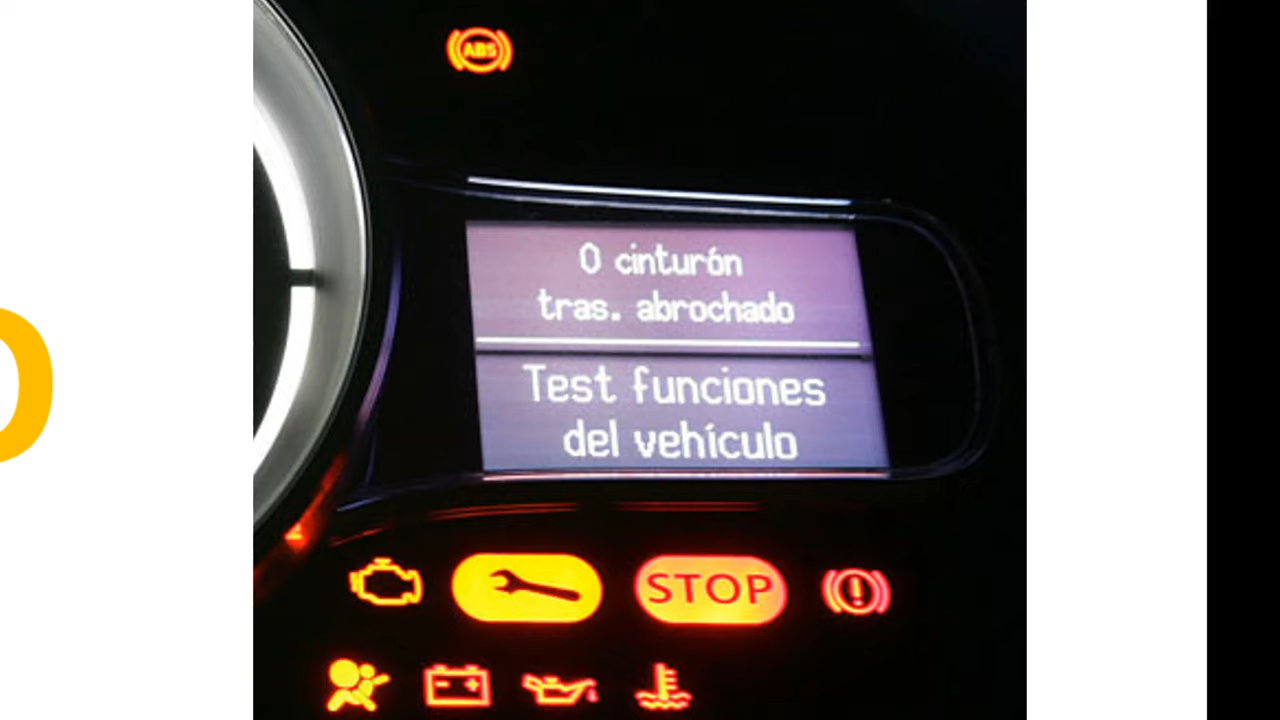 ABS
0 cinturón
tras. abrochado
Test funciones
del vehículo
STOP